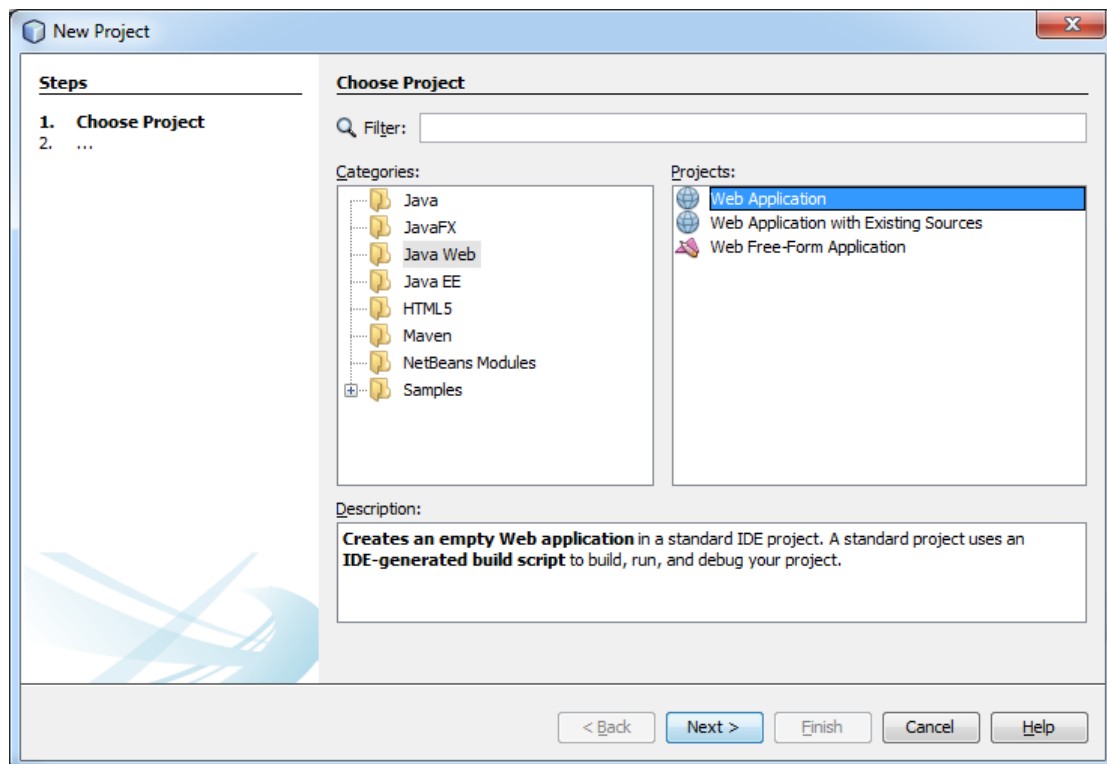 New Project
Steps
1. Choose Project
2. ...
Choose Project
Filter:
Categories:
Java
JavaFX
Java Web
Java EE
HTML5
Maven
NetBeans Modules
Samples
Projects:
Web Application
Web Application with Existing Sources
Web Free-Form Application
Description:
Creates an empty Web application in a standard IDE project. A standard project uses an
IDE-generated build script to build, run, and debug your project.
< Back
Next >
Finish
Cancel
Help